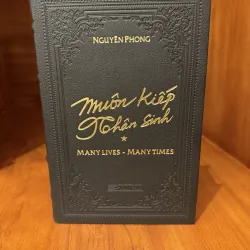 NGUYÊN PHONG
Muôn Kiếp
Nhân Sinh
MANY LIVES - MANY TIMES